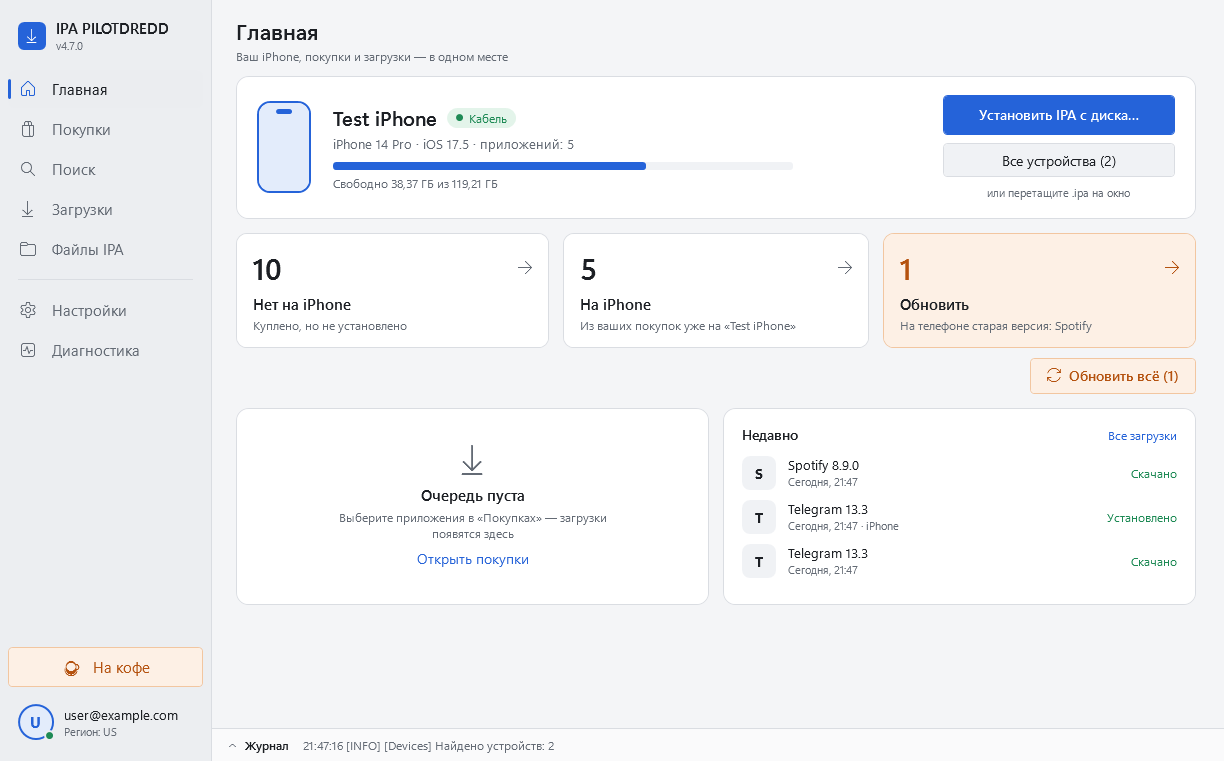 IPA PILOTDREDD
v4.7.0
Главная
Покупки
Поиск
Загрузки
Файлы IPA
Настройки
Диагностика
На кофе
U
user@example.com
Регион: US
Главная
Ваш iPhone, покупки и загрузки — в одном месте
Test iPhone
Кабель
iPhone 14 Pro · iOS 17.5 · приложений: 5
Свободно 38,37 ГБ из 119,21 ГБ
Установить IPA с диска...
Все устройства (2)
или перетащите .ipa на окно
10
Нет на iPhone
Куплено, но не установлено
5
На iPhone
Из ваших покупок уже на «Test iPhone»
1
Обновить
На телефоне старая версия: Spotify
Обновить всё (1)
Очередь пуста
Выберите приложения в «Покупках» — загрузки
появятся здесь
Открыть покупки
Недавно
Все загрузки
S
Spotify 8.9.0
Сегодня, 21:47
Скачано
T
Telegram 13.3
Сегодня, 21:47 · iPhone
Установлено
T
Telegram 13.3
Сегодня, 21:47
Скачано
Журнал
21:47:16 [INFO] [Devices] Найдено устройств: 2